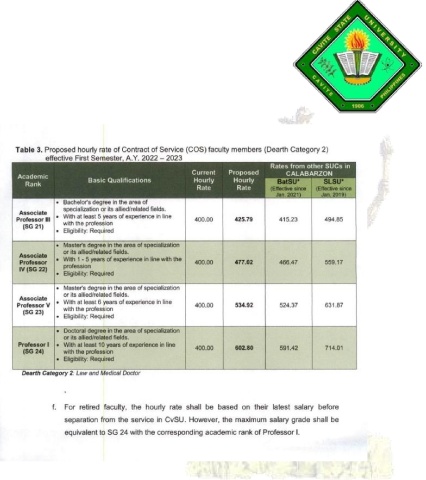 CAVITE STATE UNIVERSITY
CAVITE PHILIPPINES
1906
Table 3. Proposed hourly rate of Contract of Service (COS) faculty members (Dearth Category 2)
effective First Semester, A.Y. 2022 – 2023
Academic Rank
Basic Qualifications
Current Hourly Rate
Proposed Hourly Rate
Rates from other SUCs in CALABARZON
BatSU*
(Effective since Jan. 2021)
SLSU*
(Effective since Jan. 2019)
Associate Professor III (SG 21)
• Bachelor's degree in the area of
specialization or its allied/related fields.
• With at least 5 years of experience in line
with the profession
• Eligibility: Required
400.00
425.79
415.23
494.85
Associate Professor IV (SG 22)
• Master's degree in the area of specialization
or its allied/related fields.
• With 1 - 5 years of experience in line with the
profession
• Eligibility: Required
400.00
477.02
466.47
559.17
Associate Professor V (SG 23)
• Master's degree in the area of specialization
or its allied/related fields.
• With at least 6 years of experience in line
with the profession
• Eligibility: Required
400.00
534.92
524.37
631.87
Professor I (SG 24)
• Doctoral degree in the area of specialization
or its allied/related fields.
• With at least 10 years of experience in line
with the profession
• Eligibility: Required
400.00
602.80
591.42
714.01
Dearth Category 2: Law and Medical Doctor
f. For retired faculty, the hourly rate shall be based on their latest salary before
separation from the service in CvSU. However, the maximum salary grade shall be
equivalent to SG 24 with the corresponding academic rank of Professor I.